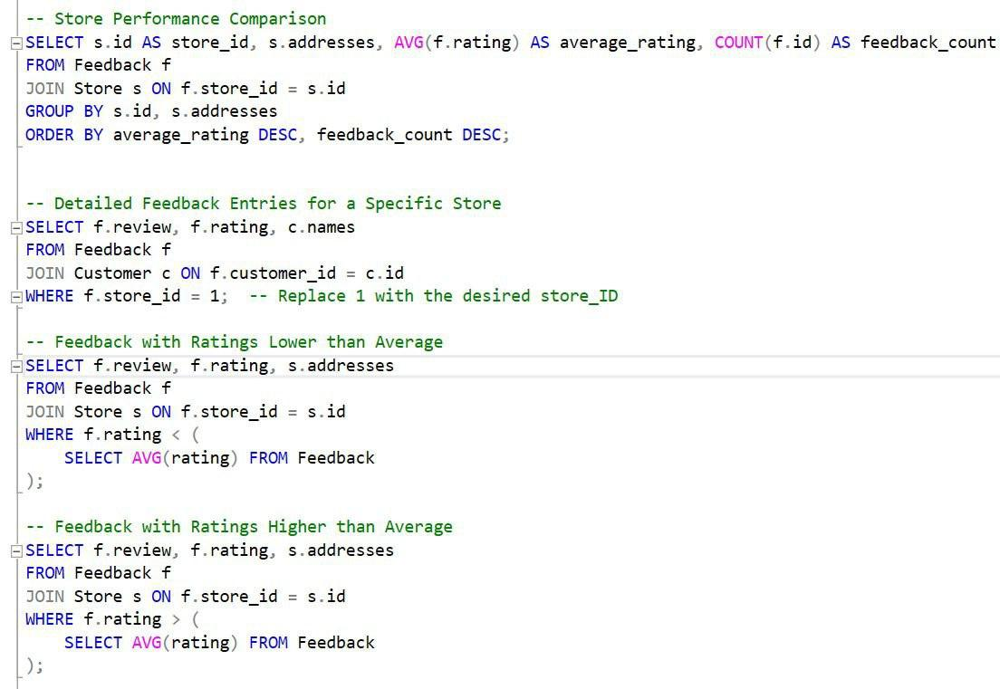 -- Store Performance Comparison
SELECT s.id AS store_id, s.addresses, AVG(f.rating) AS average_rating, COUNT(f.id) AS feedback_count
FROM Feedback f
JOIN Store s ON f.store_id = s.id
GROUP BY s.id, s.addresses
ORDER BY average_rating DESC, feedback_count DESC;
-- Detailed Feedback Entries for a Specific Store
SELECT f.review, f.rating, c.names
FROM Feedback f
JOIN Customer c ON f.customer_id = c.id
WHERE f.store_id = 1;  -- Replace 1 with the desired store_ID
-- Feedback with Ratings Lower than Average
SELECT f.review, f.rating, s.addresses
FROM Feedback f
JOIN Store s ON f.store_id = s.id
WHERE f.rating < (
    SELECT AVG(rating) FROM Feedback
);
-- Feedback with Ratings Higher than Average
SELECT f.review, f.rating, s.addresses
FROM Feedback f
JOIN Store s ON f.store_id = s.id
WHERE f.rating > (
    SELECT AVG(rating) FROM Feedback
);